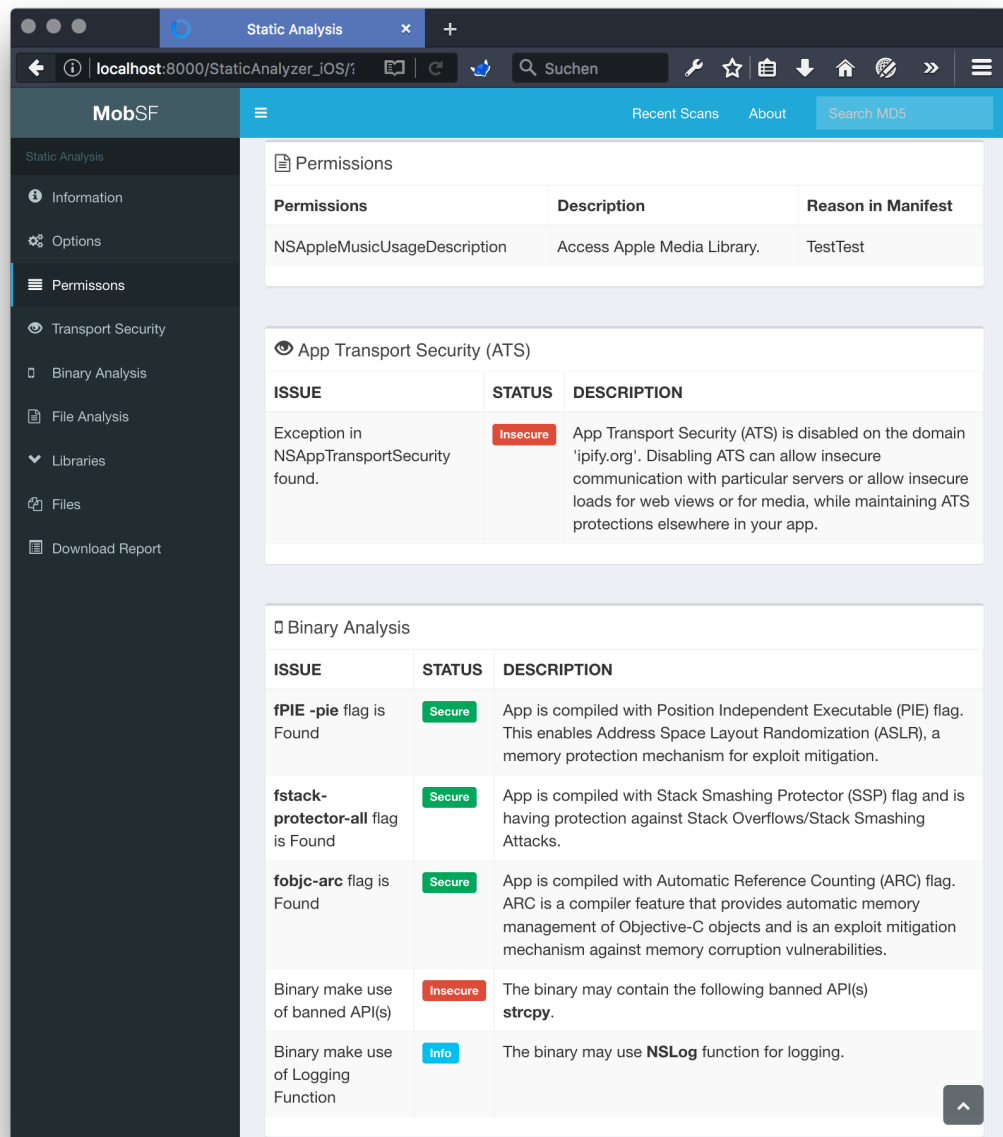 Static Analysis
localhost:8000/StaticAnalyzer_iOS/?
Suchen
MobSF
Recent Scans
About
Search MD5
Static Analysis
Information
Options
Permissons
Transport Security
Binary Analysis
File Analysis
Libraries
Files
Download Report
Permissions
Permissions Description Reason in Manifest
NSAppleMusicUsageDescription Access Apple Media Library. TestTest
App Transport Security (ATS)
ISSUE STATUS DESCRIPTION
Exception in
NSAppTransportSecurity
found.
Insecure
App Transport Security (ATS) is disabled on the domain
'ipify.org'. Disabling ATS can allow insecure
communication with particular servers or allow insecure
loads for web views or for media, while maintaining ATS
protections elsewhere in your app.
Binary Analysis
ISSUE STATUS DESCRIPTION
fPIE -pie flag is
Found
Secure
App is compiled with Position Independent Executable (PIE) flag.
This enables Address Space Layout Randomization (ASLR), a
memory protection mechanism for exploit mitigation.
fstack-
protector-all flag
is Found
Secure
App is compiled with Stack Smashing Protector (SSP) flag and is
having protection against Stack Overflows/Stack Smashing
Attacks.
fobjc-arc flag is
Found
Secure
App is compiled with Automatic Reference Counting (ARC) flag.
ARC is a compiler feature that provides automatic memory
management of Objective-C objects and is an exploit mitigation
mechanism against memory corruption vulnerabilities.
Binary make use
of banned API(s)
Insecure
The binary may contain the following banned API(s)
strcpy.
Binary make use
of Logging
Function
Info
The binary may use NSLog function for logging.